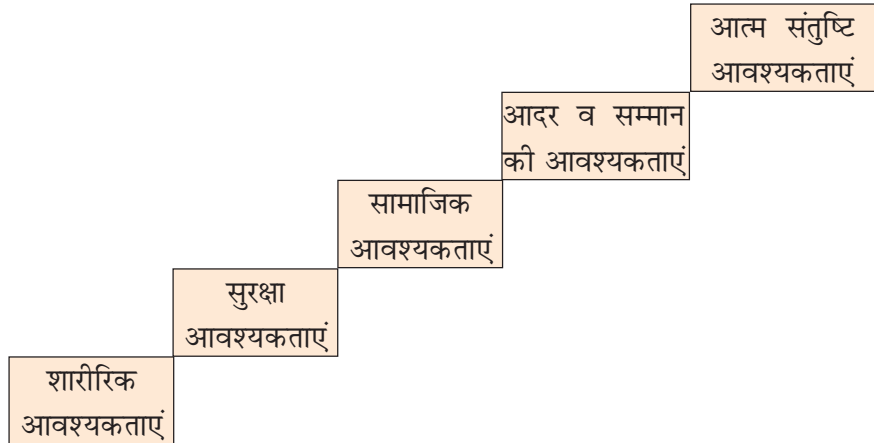 आत्म संतुष्टि
आवश्यकताएं
आदर व सम्मान
की आवश्यकताएं
सामाजिक
आवश्यकताएं
सुरक्षा
आवश्यकताएं
शारीरिक
आवश्यकताएं